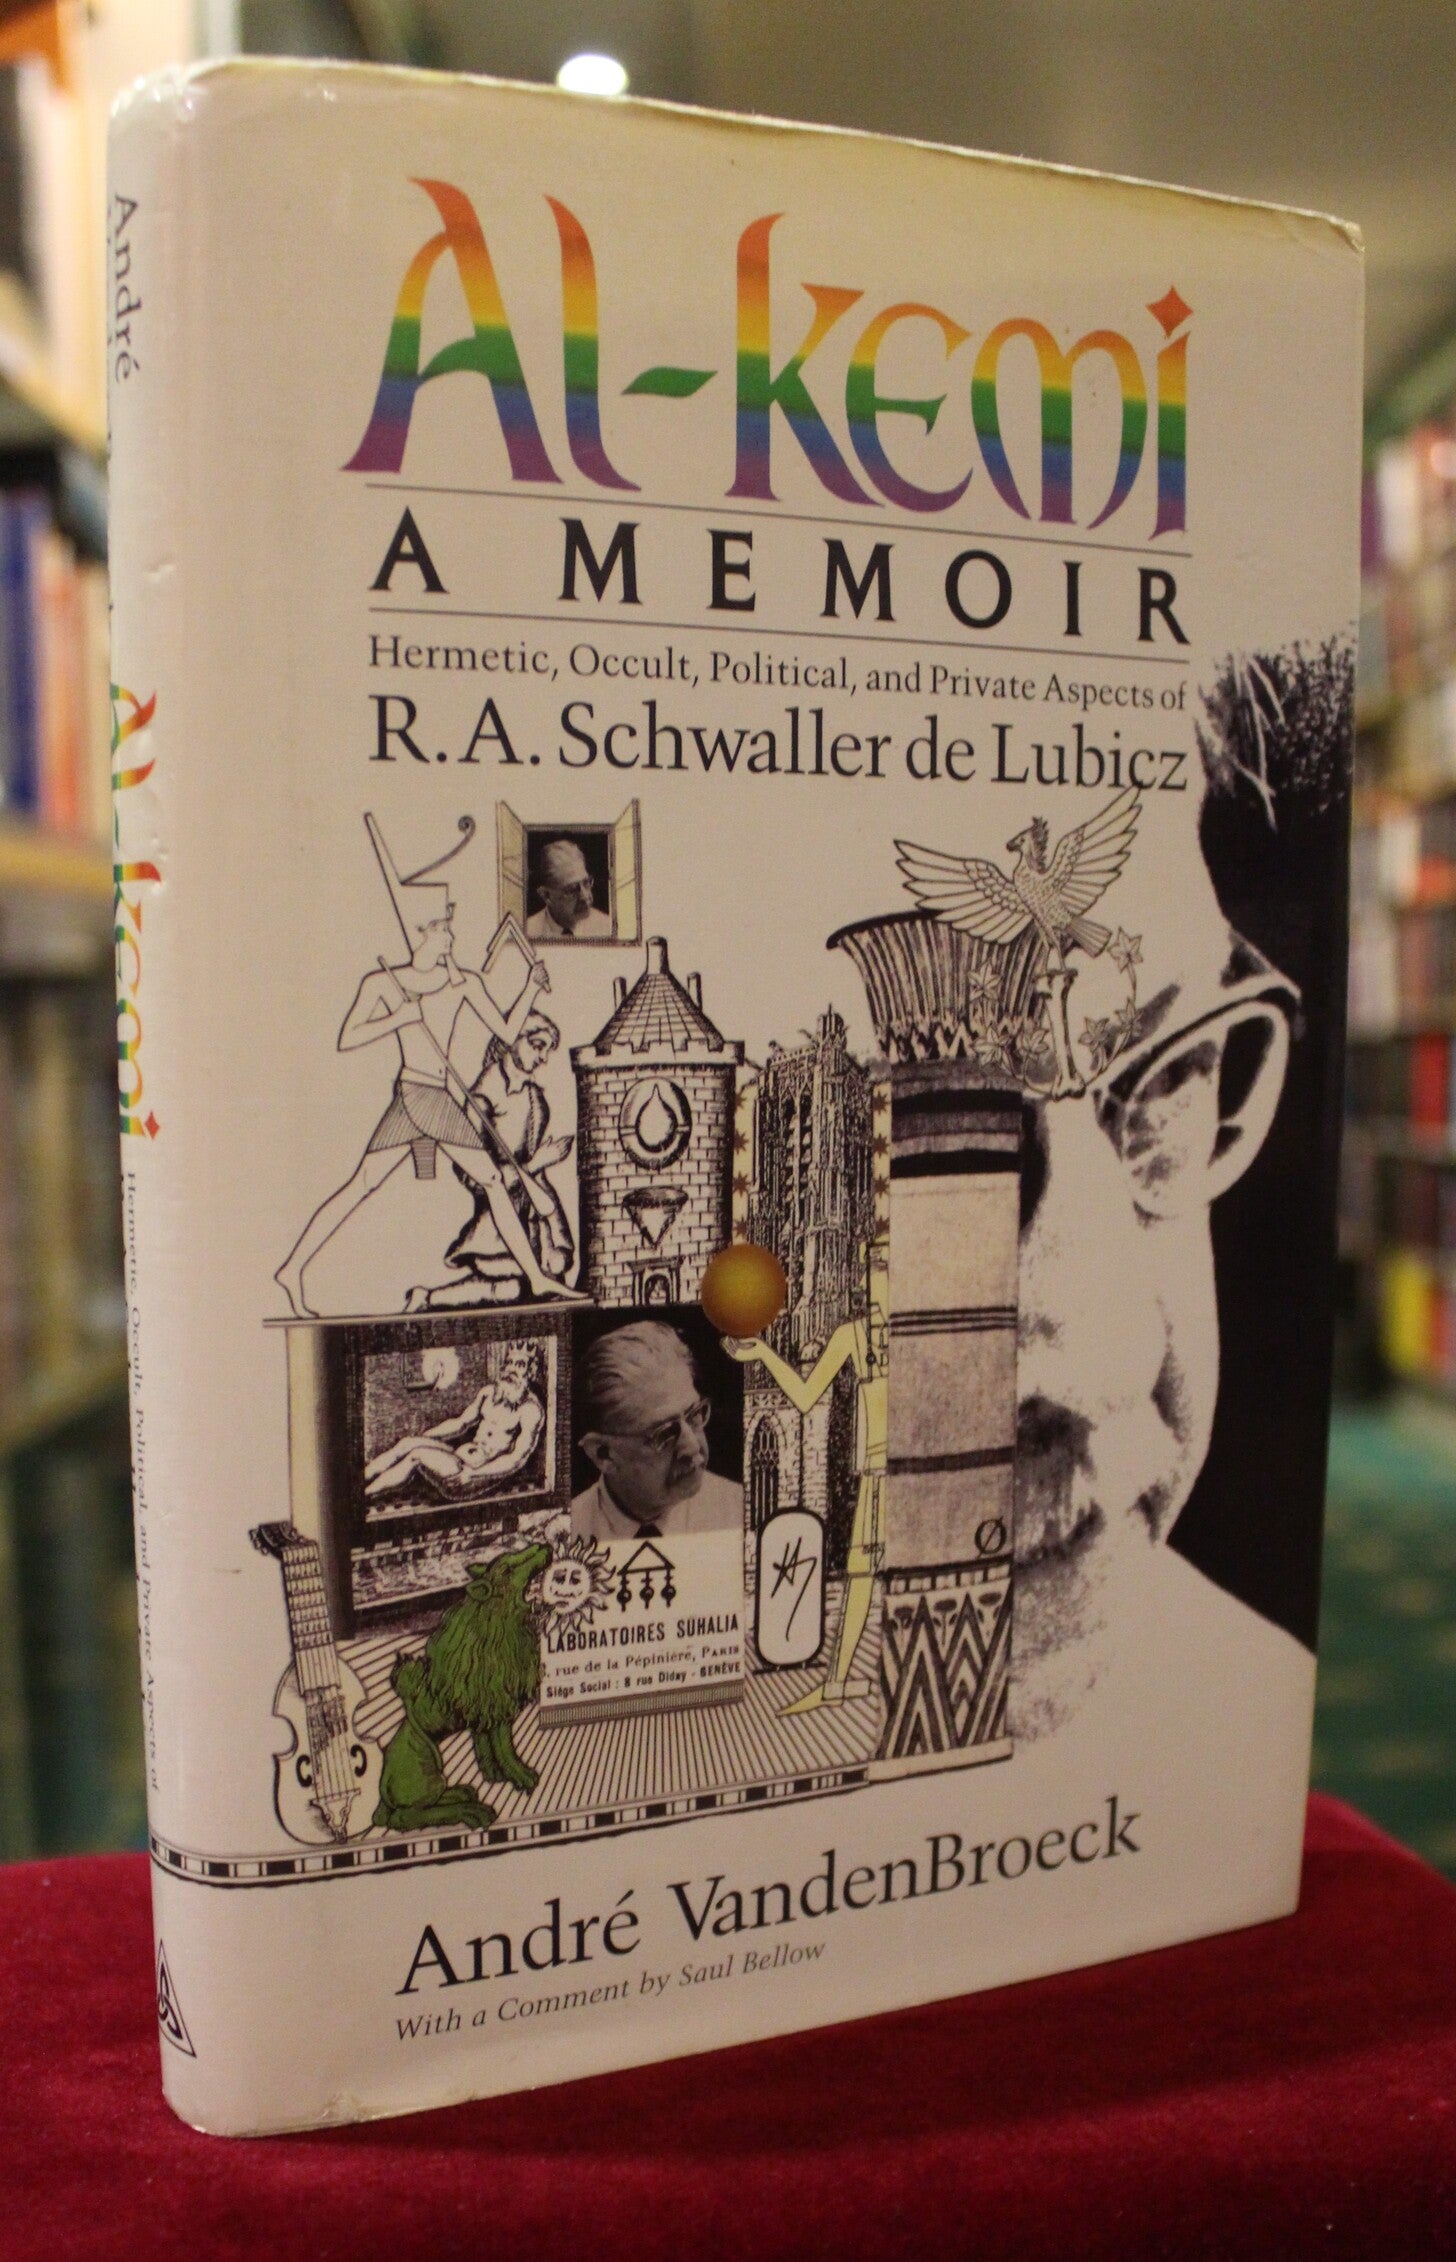 Al-kemi
A MEMOIR
Hermetic, Occult, Political, and Private Aspects of
R. A. Schwaller de Lubicz
LABORATOIRES SUHALIA
rue de la Pépinière, PARIS
Siége Social : 8 rue Diday - GENÈVE
Ø
André VandenBroeck
With a Comment by Saul Bellow
André
Al-kemi
Hermetic, Occult, Political, and Private Aspects of